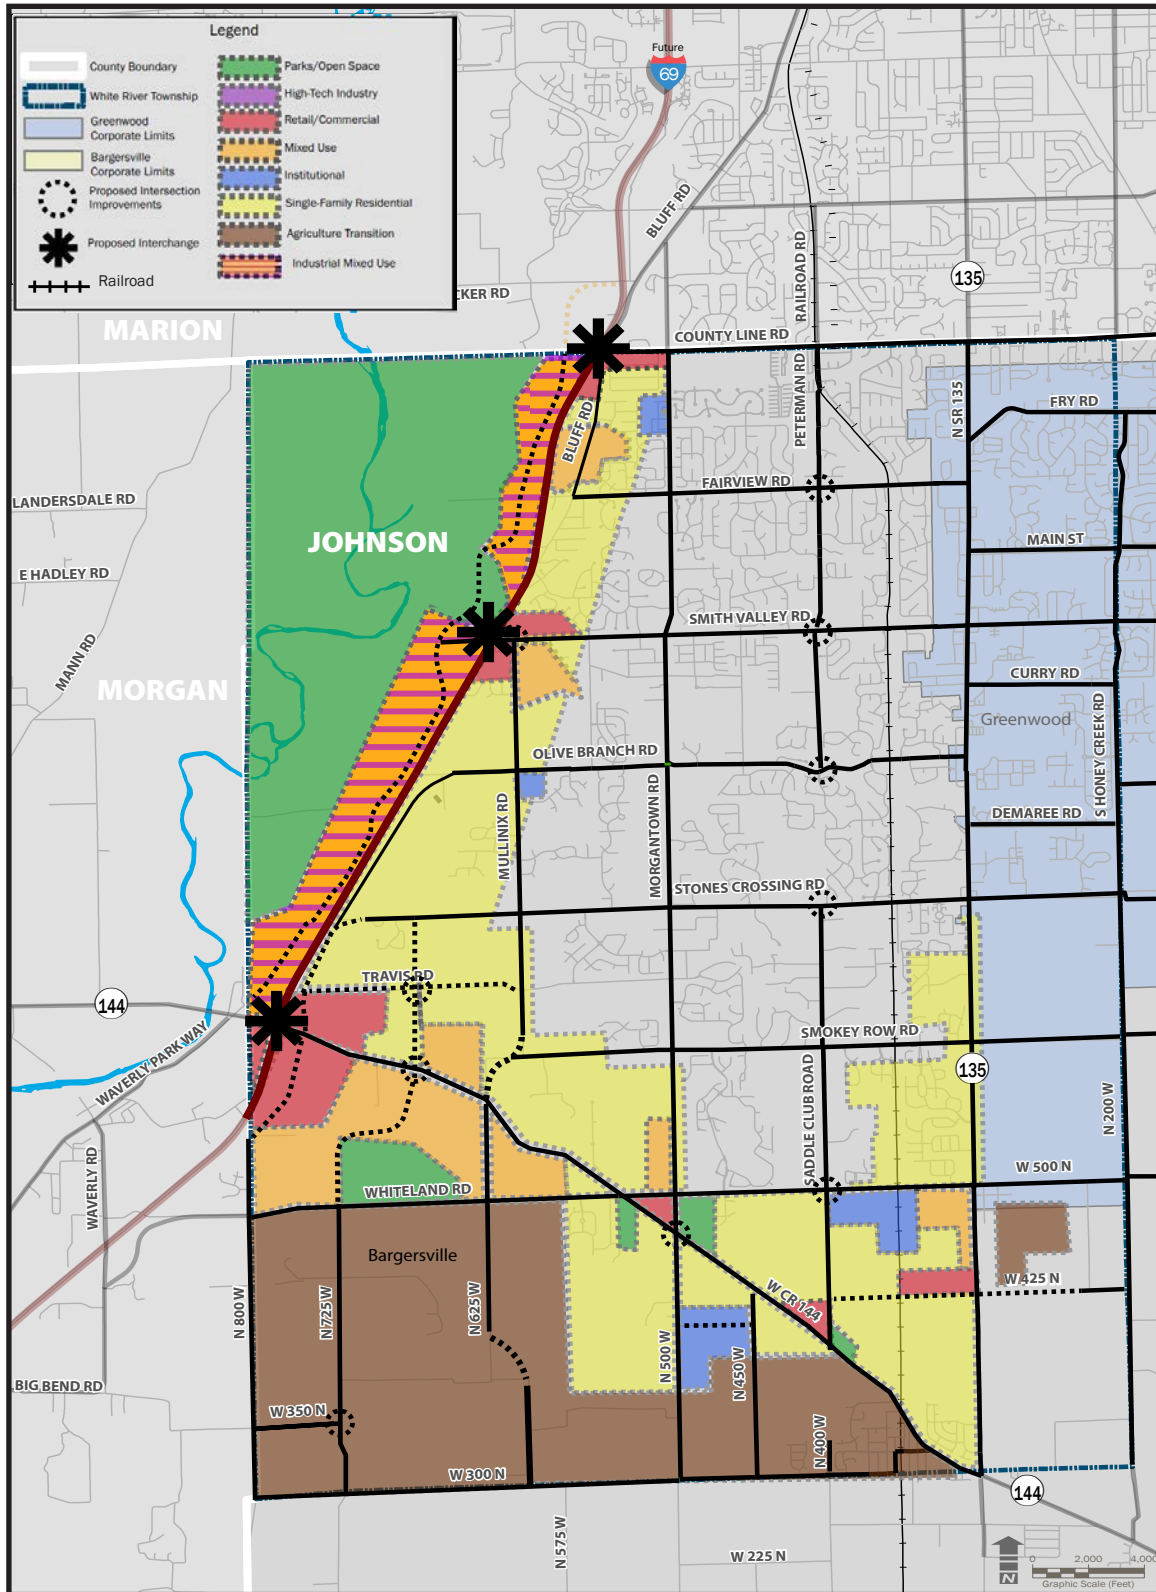 Legend
County Boundary
White River Township
Greenwood
Corporate Limits
Bargersville
Corporate Limits
Proposed Intersection
Improvements
Proposed Interchange
Railroad
Parks/Open Space
High-Tech Industry
Retail/Commercial
Mixed Use
Institutional
Single-Family Residential
Agriculture Transition
Industrial Mixed Use
Future
69
BLUFF RD
RAILROAD RD
135
CKER RD
MARION
COUNTY LINE RD
PETERMAN RD
N SR 135
FRY RD
BLUFF RD
LANDERSDALE RD
FAIRVIEW RD
JOHNSON
MAIN ST
E HADLEY RD
SMITH VALLEY RD
MANN RD
MORGAN
CURRY RD
Greenwood
S HONEY CREEK RD
OLIVE BRANCH RD
MULLINIX RD
MORGANTOWN RD
DEMAREE RD
STONES CROSSING RD
TRAVIS RD
144
SMOKEY ROW RD
WAVERLY PARK WAY
135
SADDLE CLUB ROAD
N 200 W
WAVERLY RD
W 500 N
WHITELAND RD
Bargersville
W 425 N
W CR 144
N 800 W
N 725 W
N 625 W
N 500 W
N 450 W
BIG BEND RD
W 350 N
N 400 W
W 300 N
144
N 575 W
W 225 N
N
0 2,000 4,000
Graphic Scale (Feet)